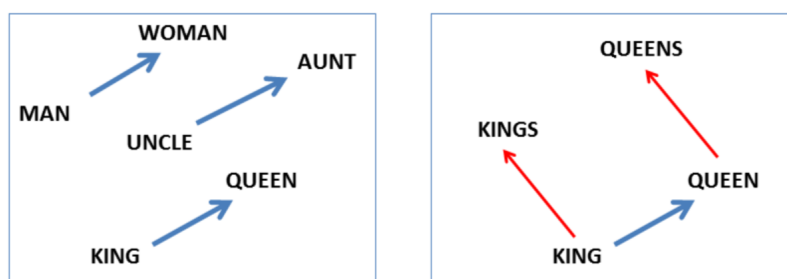 WOMAN
AUNT
MAN
UNCLE
QUEEN
KING
QUEENS
KINGS
QUEEN
KING